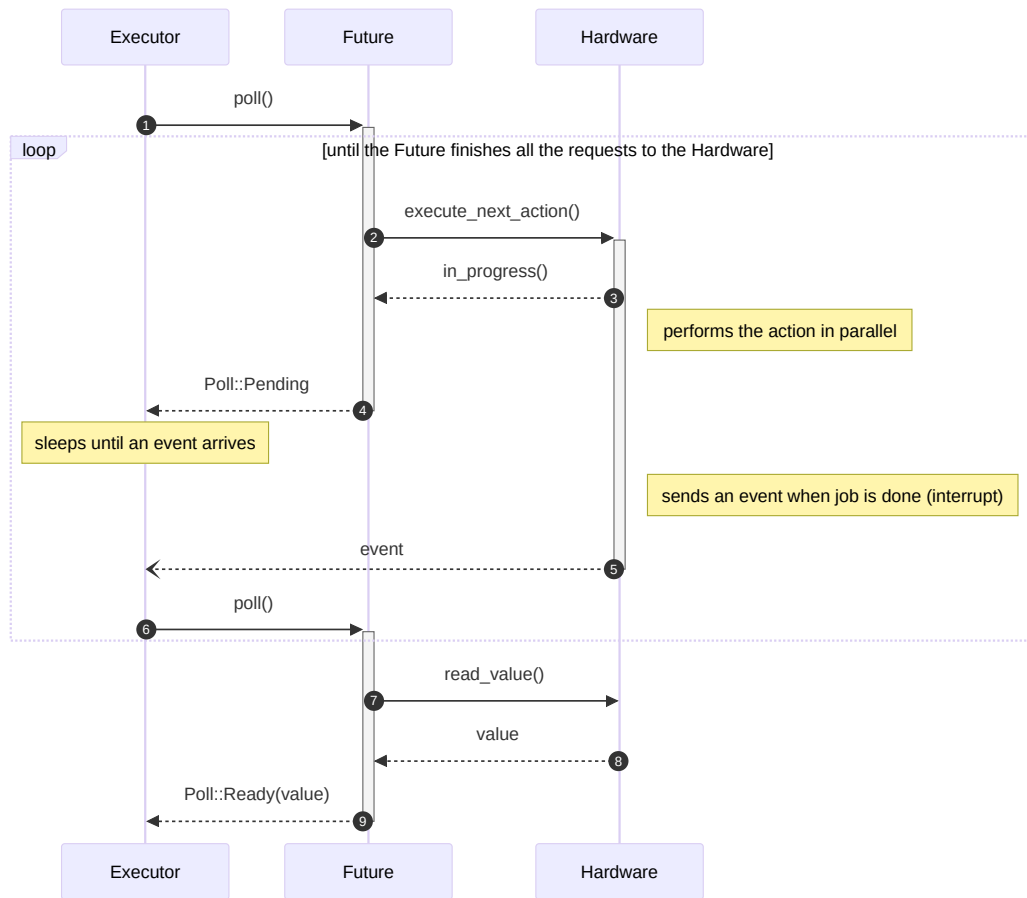 Executor
Future
Hardware
poll()
1
loop
[until the Future finishes all the requests to the Hardware]
execute_next_action()
2
in_progress()
3
performs the action in parallel
Poll::Pending
4
sleeps until an event arrives
sends an event when job is done (interrupt)
event
5
poll()
6
read_value()
7
value
8
Poll::Ready(value)
9
Executor
Future
Hardware